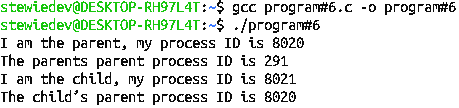 stewiedev@DESKTOP-RH97L4T:~$ gcc program#6.c -o program#6
stewiedev@DESKTOP-RH97L4T:~$ ./program#6
I am the parent, my process ID is 8020
The parents parent process ID is 291
I am the child, my process ID is 8021
The child's parent process ID is 8020